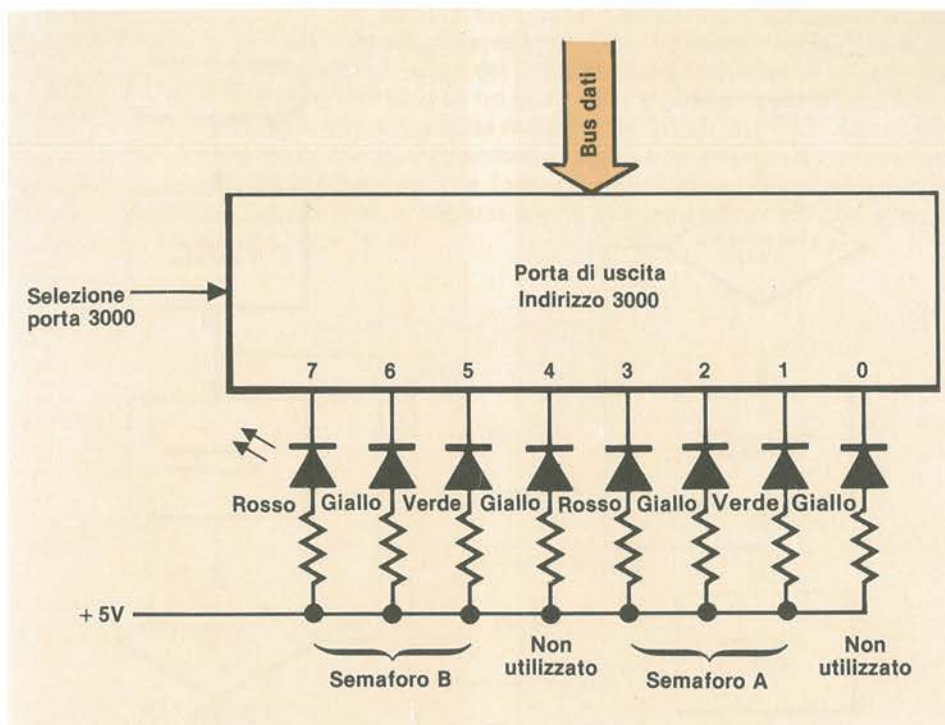 Bus dati
Porta di uscita
Indirizzo 3000
Selezione
porta 3000
7 6 5 4 3 2 1 0
Rosso Giallo Verde Giallo Rosso Giallo Verde Giallo
+ 5V
Semaforo B
Non
utilizzato
Semaforo A
Non
utilizzato